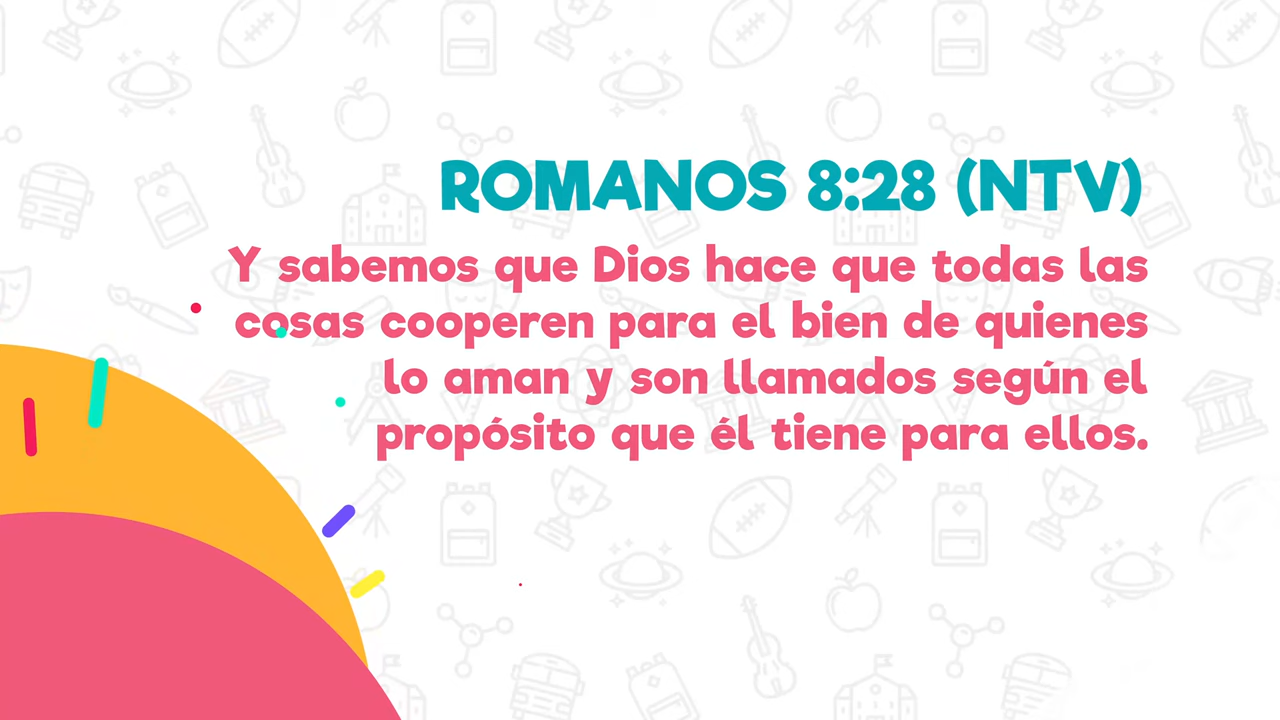 ROMANOS 8:28 (NTV)
Y sabemos que Dios hace que todas las
cosas cooperen para el bien de quienes
lo aman y son llamados según el
propósito que él tiene para ellos.